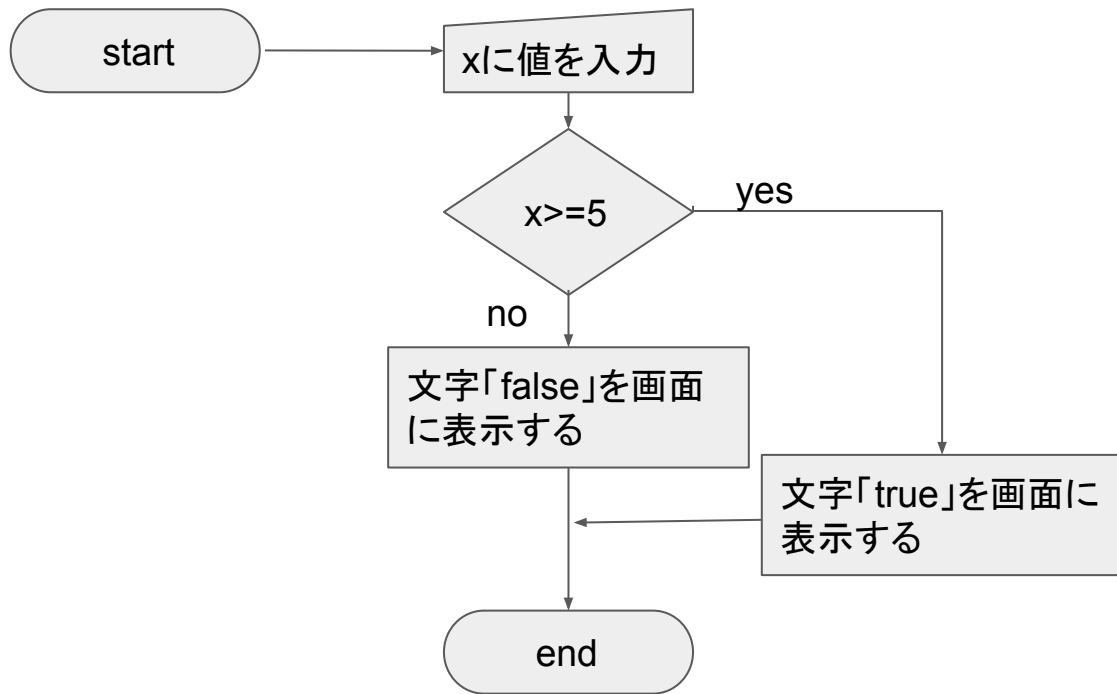 start
xに値を入力
x>=5
yes
no
文字「false」を画面
に表示する
文字「true」を画面に
表示する
end